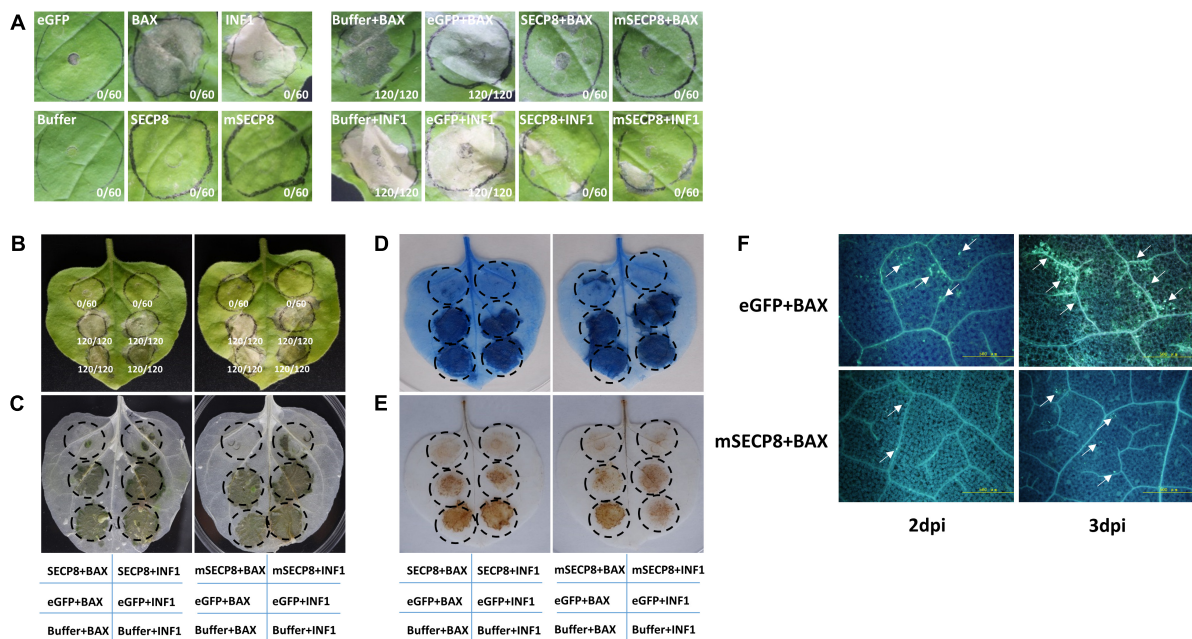 A
eGFP BAX INF1 Buffer+BAX eGFP+BAX SECP8+BAX mSECP8+BAX
0/60 0/60 0/60 120/120 120/120 0/60 0/60
Buffer SECP8 mSECP8 Buffer+INF1 eGFP+INF1 SECP8+INF1 mSECP8+INF1
0/60 0/60 0/60 120/120 120/120 0/60 0/60
B
0/60 0/60 0/60 0/60
120/120 120/120 120/120 120/120
120/120 120/120 120/120 120/120
C
SECP8+BAX SECP8+INF1 mSECP8+BAX mSECP8+INF1
eGFP+BAX eGFP+INF1 eGFP+BAX eGFP+INF1
Buffer+BAX Buffer+INF1 Buffer+BAX Buffer+INF1
D
E
SECP8+BAX SECP8+INF1 mSECP8+BAX mSECP8+INF1
eGFP+BAX eGFP+INF1 eGFP+BAX eGFP+INF1
Buffer+BAX Buffer+INF1 Buffer+BAX Buffer+INF1
F
eGFP+BAX
mSECP8+BAX
2dpi 3dpi